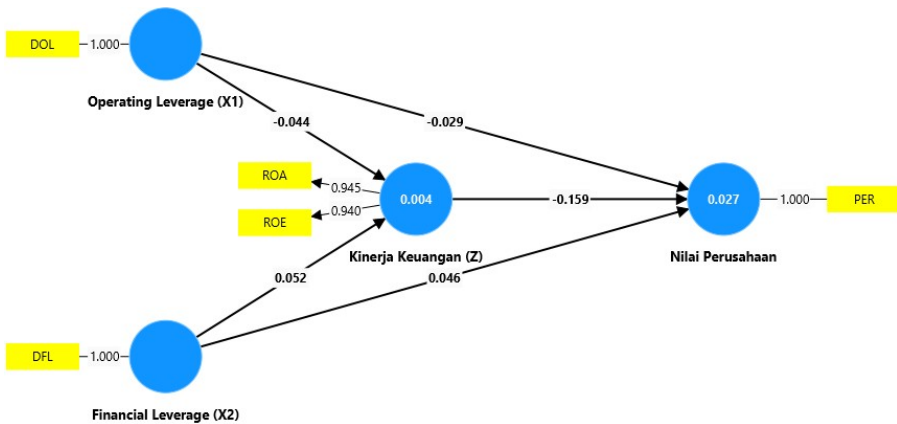 DOL
1.000
Operating Leverage (X1)
-0.044
-0.029
ROA
0.945
ROE
0.940
0.004
Kinerja Keuangan (Z)
-0.159
0.027
Nilai Perusahaan
1.000
PER
0.052
0.046
DFL
1.000
Financial Leverage (X2)